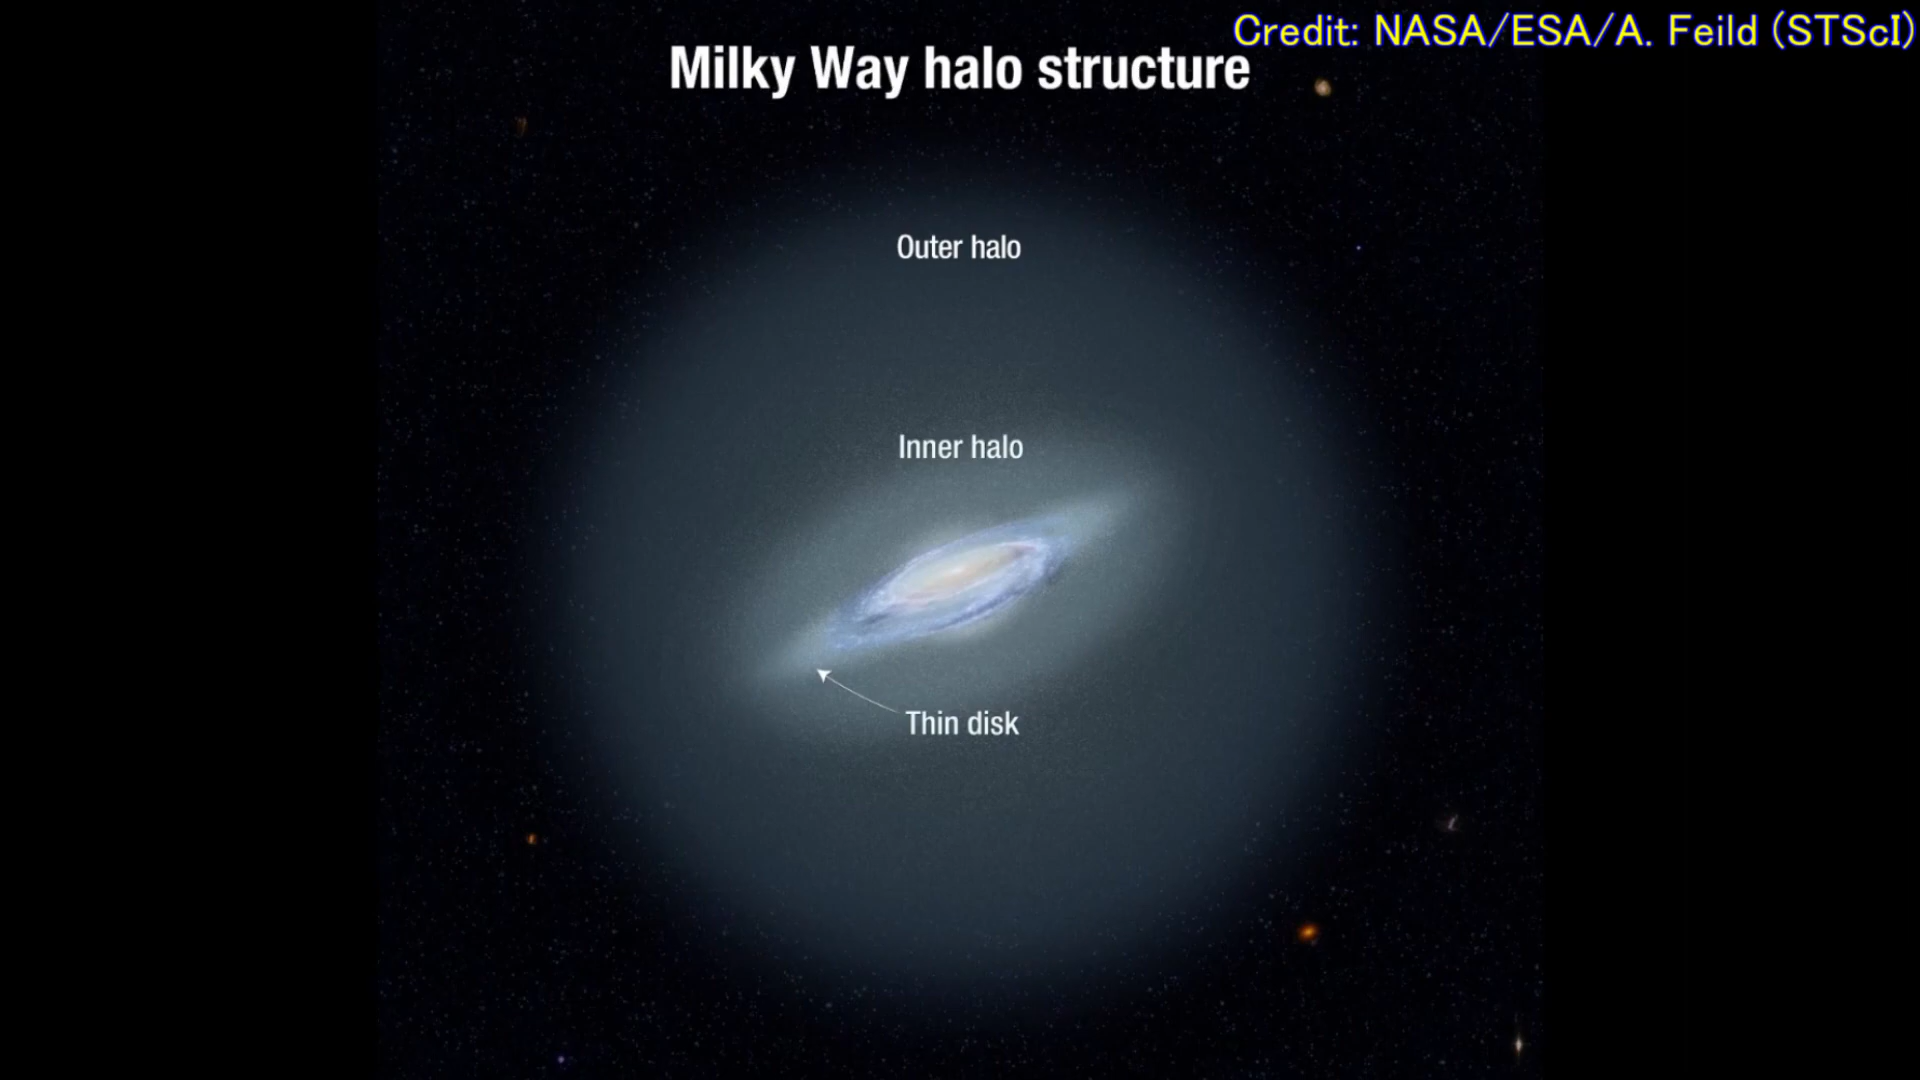 Credit: NASA/ESA/A. Feild (STScI)
Milky Way halo structure
Outer halo
Inner halo
Thin disk